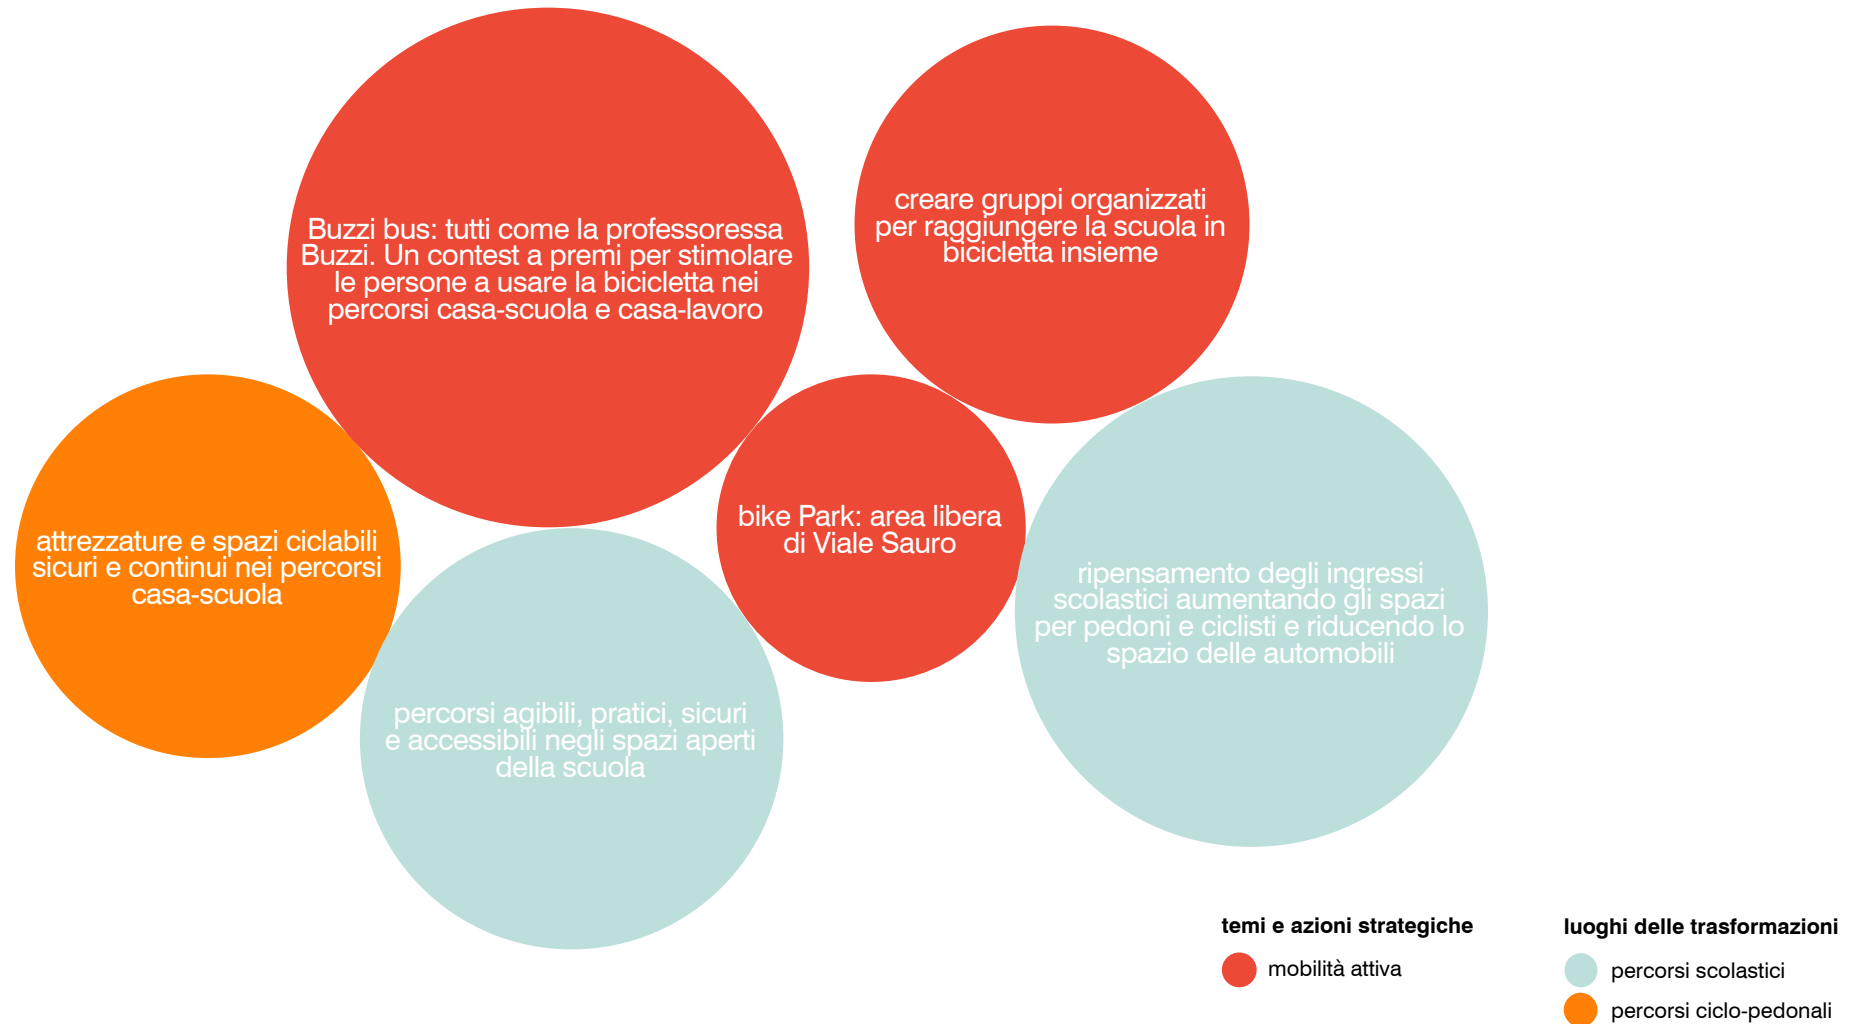 Buzzi bus: tutti come la professoressa
Buzzi. Un contest a premi per stimolare
le persone a usare la bicicletta nei
percorsi casa-scuola e casa-lavoro
creare gruppi organizzati
per raggiungere la scuola in
bicicletta insieme
attrezzature e spazi ciclabili
sicuri e continui nei percorsi
casa-scuola
bike Park: area libera
di Viale Sauro
ripensamento degli ingressi
scolastici aumentando gli spazi
per pedoni e ciclisti e riducendo lo
spazio delle automobili
percorsi agibili, pratici, sicuri
e accessibili negli spazi aperti
della scuola
temi e azioni strategiche
mobilità attiva
luoghi delle trasformazioni
percorsi scolastici
percorsi ciclo-pedonali